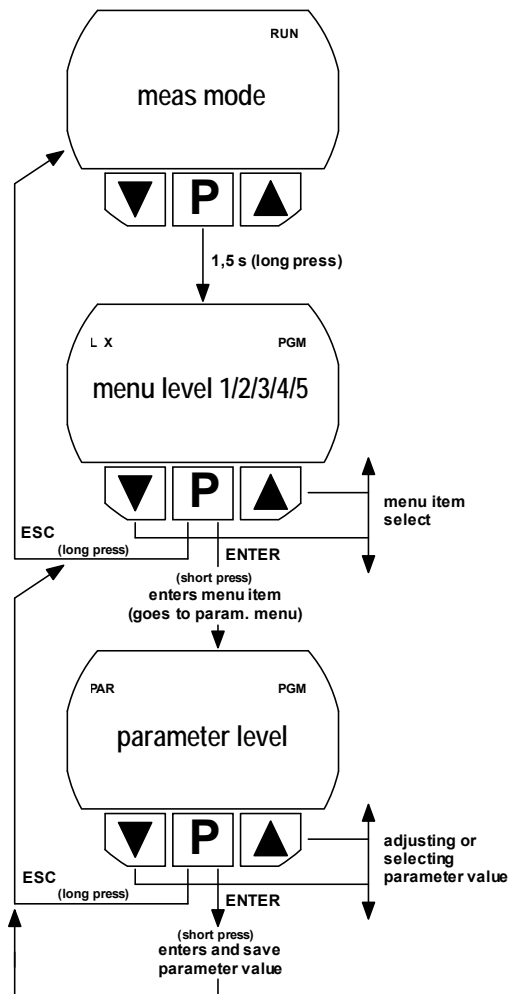 RUN
meas mode
P
1,5 s (long press)
L X
PGM
menu level 1/2/3/4/5
P
menu item
select
ESC
(long press)
ENTER
(short press)
enters menu item
(goes to param. menu)
PAR
PGM
parameter level
P
adjusting or
selecting
parameter value
ESC
(long press)
ENTER
(short press)
enters and save
parameter value